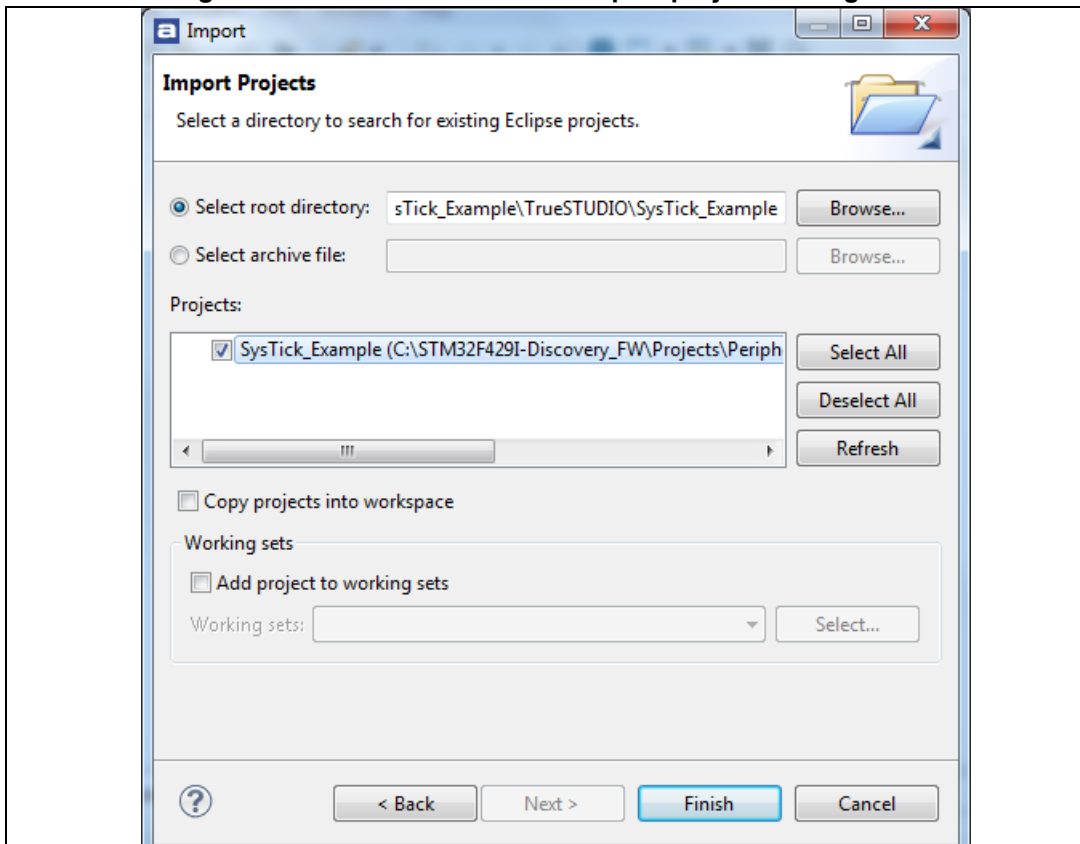 Import
Import Projects
Select a directory to search for existing Eclipse projects.
Select root directory: sTick_Example\TrueSTUDIO\SysTick_Example Browse...
Select archive file: Browse...
Projects:
SysTick_Example (C:\STM32F429I-Discovery_FW\Projects\Periph Select All
Deselect All
Refresh
Copy projects into workspace
Working sets
Add project to working sets
Working sets: Select...
? < Back Next > Finish Cancel